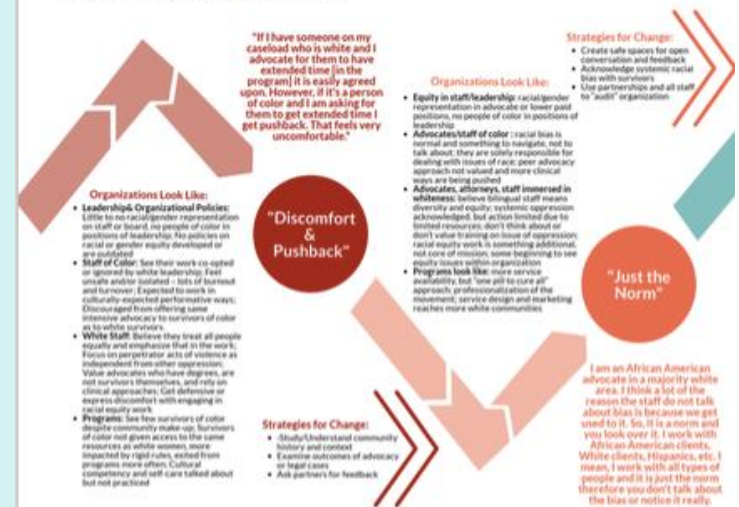 "If I have someone on my
caseload who is white and I
advocate for them to have
extended time [in the
program] it is easily agreed
upon. However, if it's a person
of color and I am asking for
them to get extended time I
get pushback. That feels very
uncomfortable."
Organizations Look Like:
• Leadership& Organizational Policies:
Little to no racial/gender representation
on staff or board, no people of color in
positions of leadership; No policies on
racial or gender equity developed or
are outdated
• Staff of Color: See their work co-opted
or ignored by white leadership; Feel
unsafe and/or isolated – lots of burnout
and turnover; Expected to work in
culturally-expected performative ways;
Discouraged from offering same
intensive advocacy to survivors of color
as to white survivors.
• White Staff: Believe they treat all people
equally and emphasize that in the work;
Focus on perpetrator acts of violence as
independent from other oppression;
Value advocates who have degrees, are
not survivors themselves, and rely on
clinical approaches; Get defensive or
express discomfort with engaging in
racial equity work
• Programs: See few survivors of color
despite community make-up; Survivors
of color not given access to the same
resources as white women, more
impacted by rigid rules, exited from
programs more often; Cultural
competency and self-care talked about
but not practiced
"Discomfort
&
Pushback"
Strategies for Change:
• -Study/Understand community
history and context
• Examine outcomes of advocacy
or legal cases
• Ask partners for feedback
Organizations Look Like:
• Equity in staff/leadership: racial/gender
representation in advocate or lower paid
positions, no people of color in positions of
leadership
• Advocates/staff of color : racial bias is
normal and something to navigate, not to
talk about; they are solely responsible for
dealing with issues of race; peer advocacy
approach not valued and more clinical
ways are being pushed
• Advocates, attorneys, staff immersed in
whiteness: believe bilingual staff means
diversity and equity; systemic oppression
acknowledged, but action limited due to
limited resources; don't think about or
don't value training on issue of oppression;
racial equity work is something additional,
not core of mission; some beginning to see
equity issues within organization
• Programs look like: more service
availability, but "one pill to cure all"
approach; professionalization of the
movement; service design and marketing
reaches more white communities
Strategies for Change:
• Create safe spaces for open
conversation and feedback
• Acknowledge systemic racial
bias with survivors
• Use partnerships and all staff
to "audit" organization
"Just the
Norm"
I am an African American
advocate in a majority white
area. I think a lot of the
reason the staff do not talk
about bias is because we get
used to it. So, it is a norm and
you look over it. I work with
African-American clients,
White clients, Hispanics, etc. I
mean, I work with all types of
people and it is just the norm
therefore you don't talk about
the bias or notice it really.